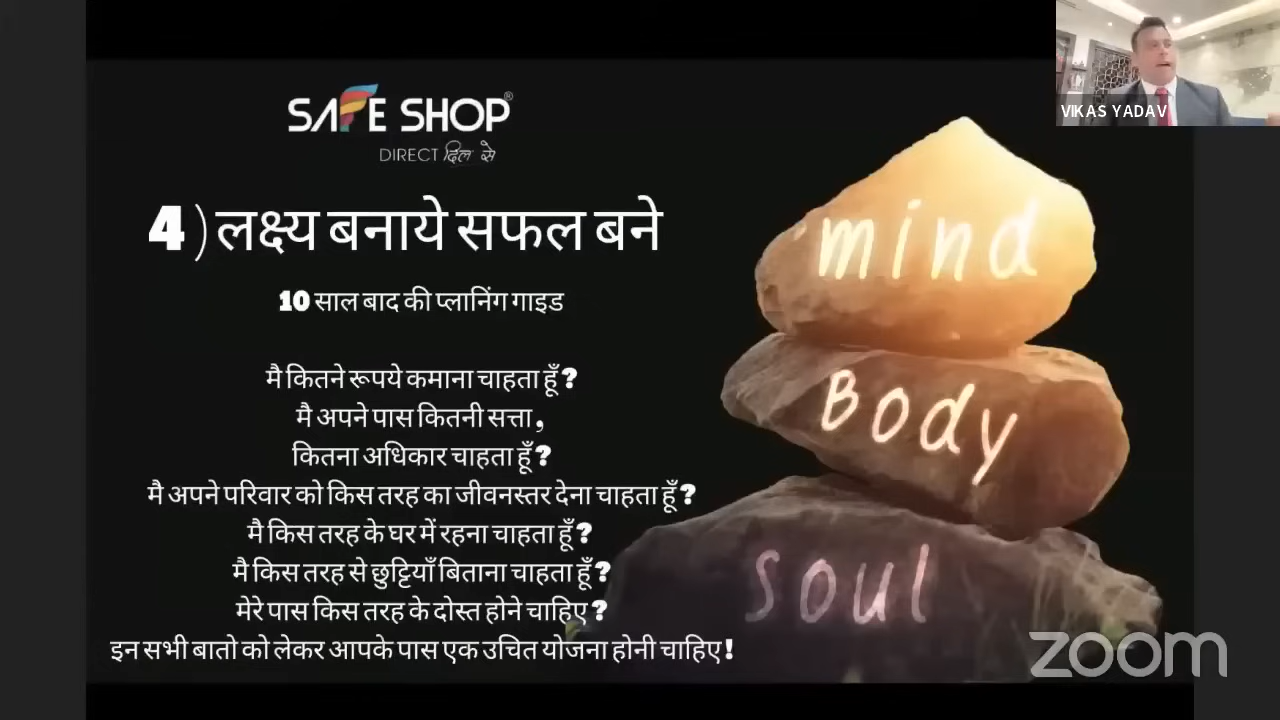 SAFE SHOP®
DIRECT दिल से
4) लक्ष्य बनाये सफल बने
10 साल बाद की प्लानिंग गाइड
मै कितने रूपये कमाना चाहता हूँ?
मै अपने पास कितनी सत्ता,
कितना अधिकार चाहता हूँ?
मै अपने परिवार को किस तरह का जीवनस्तर देना चाहता हूँ?
मै किस तरह के घर में रहना चाहता हूँ?
मै किस तरह से छुट्टियाँ बिताना चाहता हूँ?
मेरे पास किस तरह के दोस्त होने चाहिए?
इन सभी बातो को लेकर आपके पास एक उचित योजना होनी चाहिए!
mind
Body
soul
VIKAS YADAV
zoom